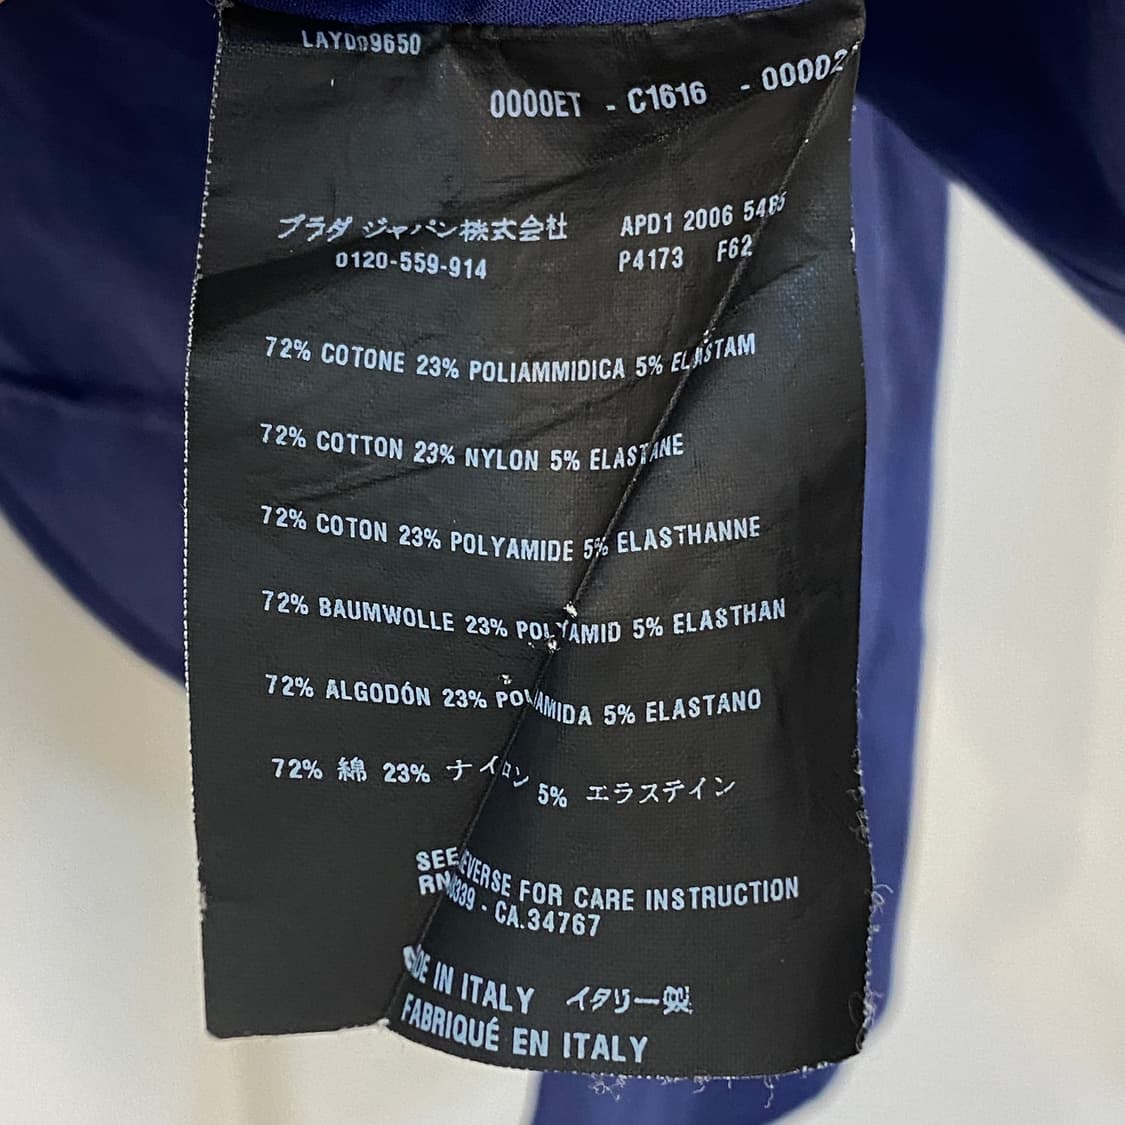 0000ET - C1616 - 00002
プラダ ジャパン株式会社
0120-559-914
APD1 2006 5485
P4173 F62
72% COTONE 23% POLIAMMIDICA 5% ELASTAM
72% COTTON 23% NYLON 5% ELASTANE
72% COTON 23% POLYAMIDE 5% ELASTHANNE
72% BAUMWOLLE 23% POLYAMID 5% ELASTHAN
72% ALGODÓN 23% POLIAMIDA 5% ELASTANO
72% 綿 23% ナイロン 5% エラステイン
SEE REVERSE FOR CARE INSTRUCTION
- CA.34767
MADE IN ITALY イタリー製
FABRIQUÉ EN ITALY